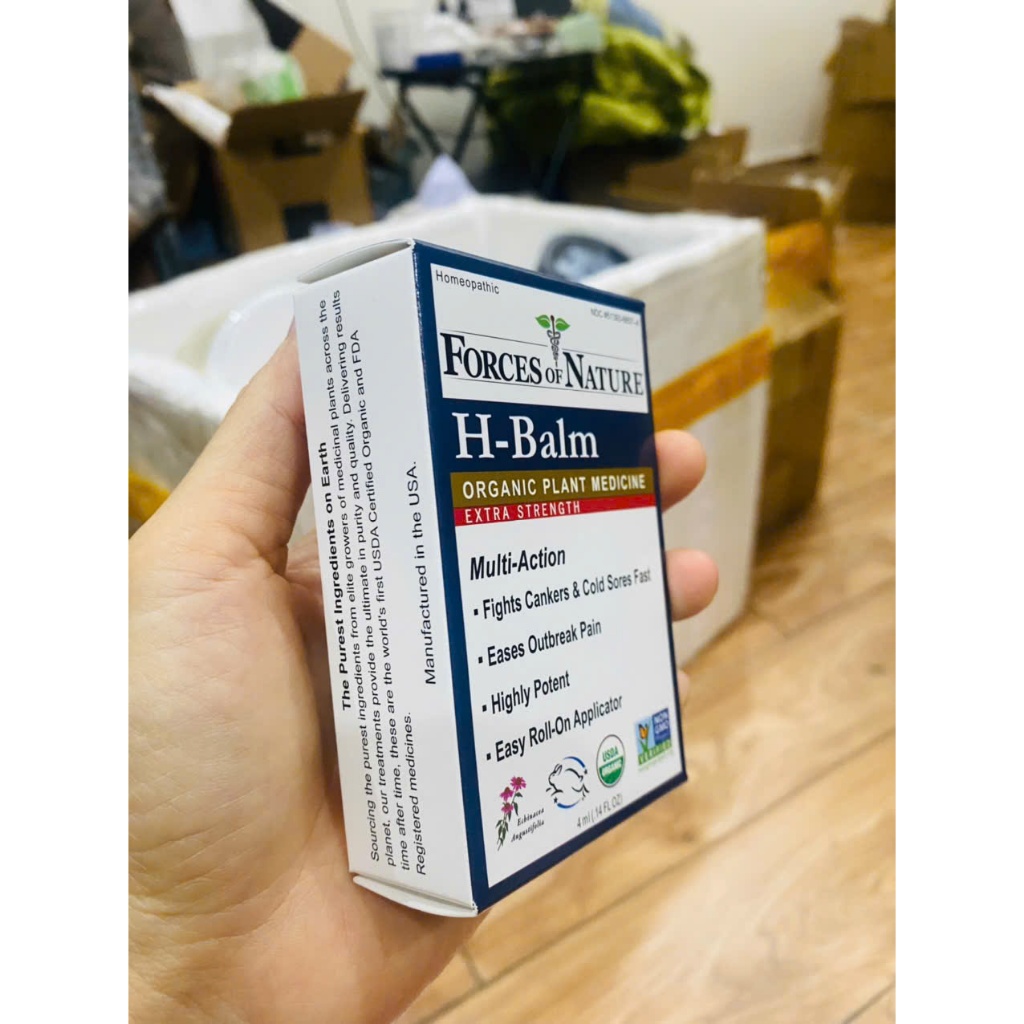 Homeopathic
FORCES OF NATURE
H-Balm
ORGANIC PLANT MEDICINE
EXTRA STRENGTH
Multi-Action
▪ Fights Cankers & Cold Sores Fast
▪ Eases Outbreak Pain
▪ Highly Potent
▪ Easy Roll-On Applicator
Echinacea
Angustifolia
USDA
ORGANIC
NON
GMO
4 ml (.14 FL OZ)
The Purest Ingredients on Earth
Sourcing the purest ingredients from elite growers of medicinal plants across the
planet, our treatments provide the ultimate in purity and quality. Delivering results
time after time, these are the world's first USDA Certified Organic and FDA
Registered medicines.
Manufactured in the USA.